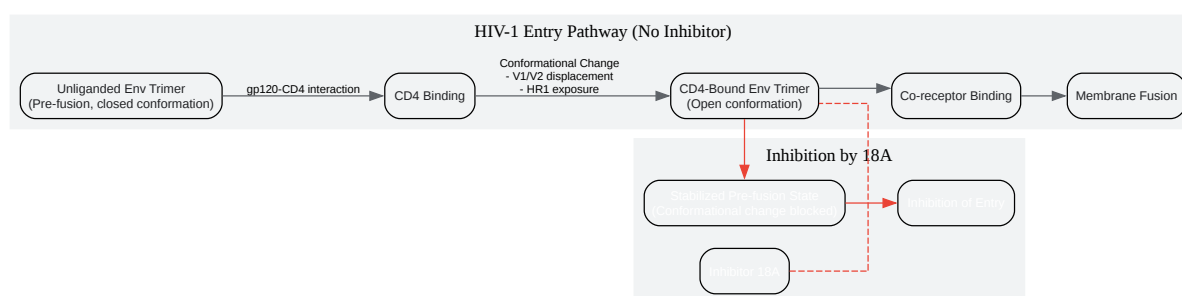 HIV-1 Entry Pathway (No Inhibitor)
Unliganded Env Trimer
(Pre-fusion, closed conformation)
gp120-CD4 interaction
CD4 Binding
Conformational Change
- V1/V2 displacement
- HR1 exposure
CD4-Bound Env Trimer
(Open conformation)
Co-receptor Binding
Membrane Fusion
Inhibition by 18A
Stabilized Pre-fusion State
(Conformational change blocked)
Inhibition of Entry
Inhibitor 18A